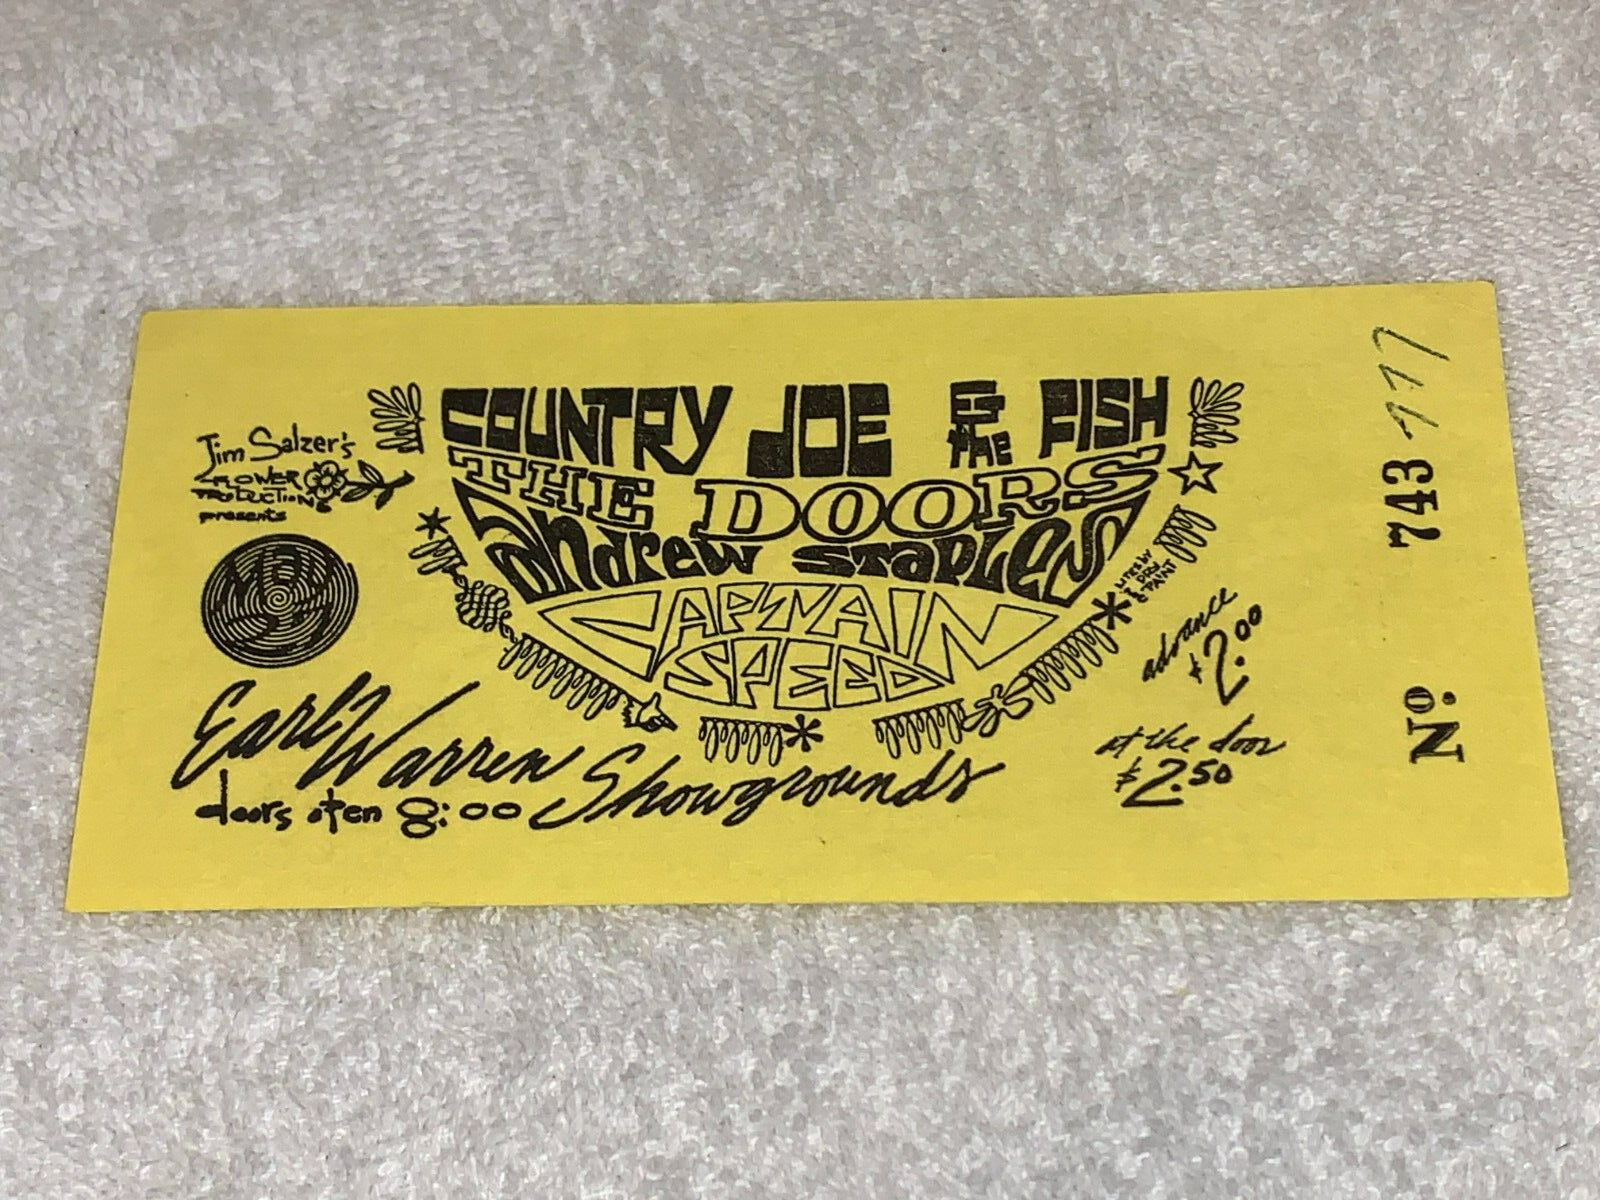 Jim Salzer's
FLOWER
PRODUCTIONS
presents
MAY
COUNTRY JOE & the FISH
THE DOORS
andrew STAPLES
CAPTAIN
SPEED
Earl Warren Showgrounds
doors open 8:00
advance
$2.00
at the door
$2.50
No. 743